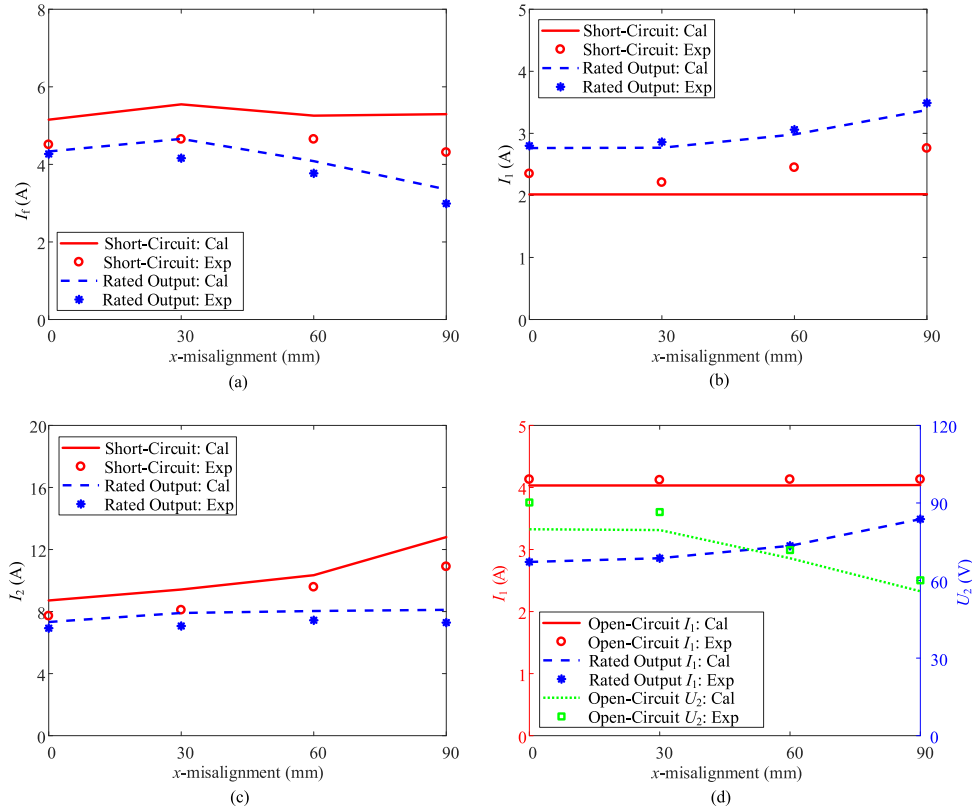 8
6
4
2
0
I_f (A)
Short-Circuit: Cal
Short-Circuit: Exp
Rated Output: Cal
Rated Output: Exp
0 30 60 90
x-misalignment (mm)
(a)
5
4
3
2
1
0
I_1 (A)
Short-Circuit: Cal
Short-Circuit: Exp
Rated Output: Cal
Rated Output: Exp
0 30 60 90
x-misalignment (mm)
(b)
20
16
12
8
4
0
I_2 (A)
Short-Circuit: Cal
Short-Circuit: Exp
Rated Output: Cal
Rated Output: Exp
0 30 60 90
x-misalignment (mm)
(c)
5
4
3
2
1
0
I_1 (A)
120
90
60
30
0
U_2 (V)
Open-Circuit I_1: Cal
Open-Circuit I_1: Exp
Rated Output I_1: Cal
Rated Output I_1: Exp
Open-Circuit U_2: Cal
Open-Circuit U_2: Exp
0 30 60 90
x-misalignment (mm)
(d)